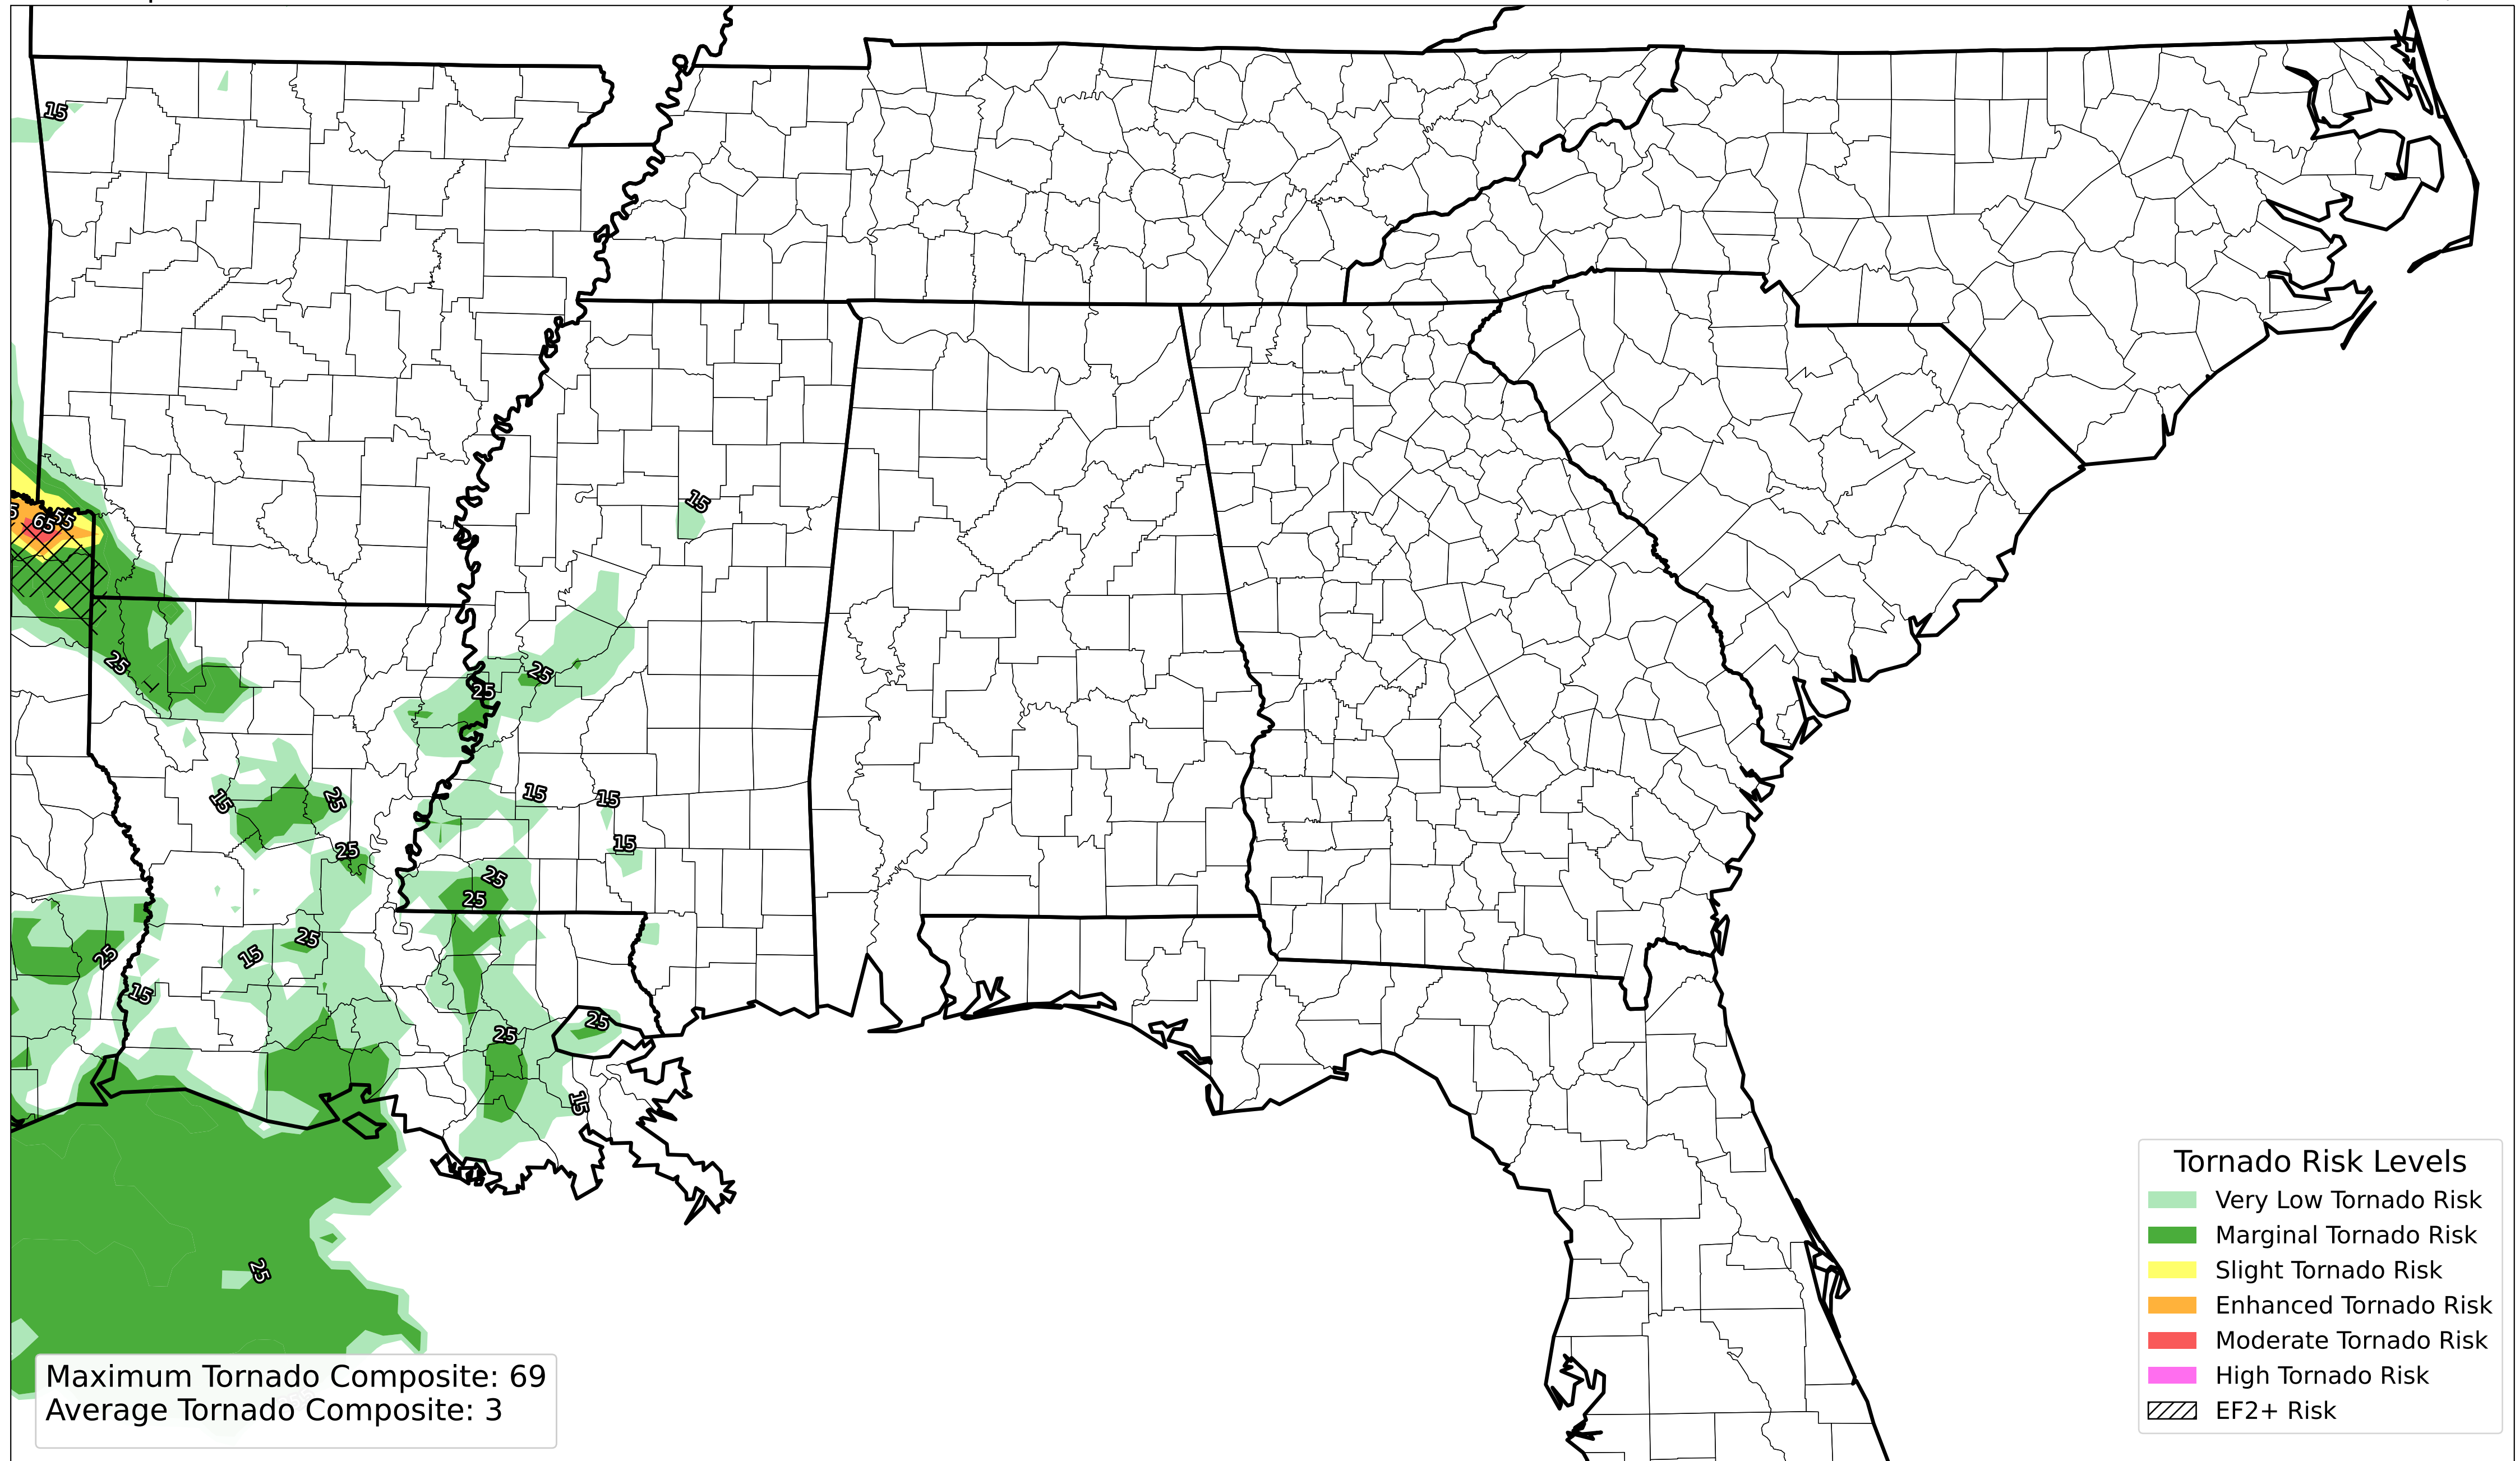 15
15
5
65
55
25
25
25
15
15
15
25
15
25
25
25
25
15
25
15
25
25
15
25
Tornado Risk Levels
Very Low Tornado Risk
Marginal Tornado Risk
Slight Tornado Risk
Enhanced Tornado Risk
Moderate Tornado Risk
High Tornado Risk
EF2+ Risk
Maximum Tornado Composite: 69
Average Tornado Composite: 3